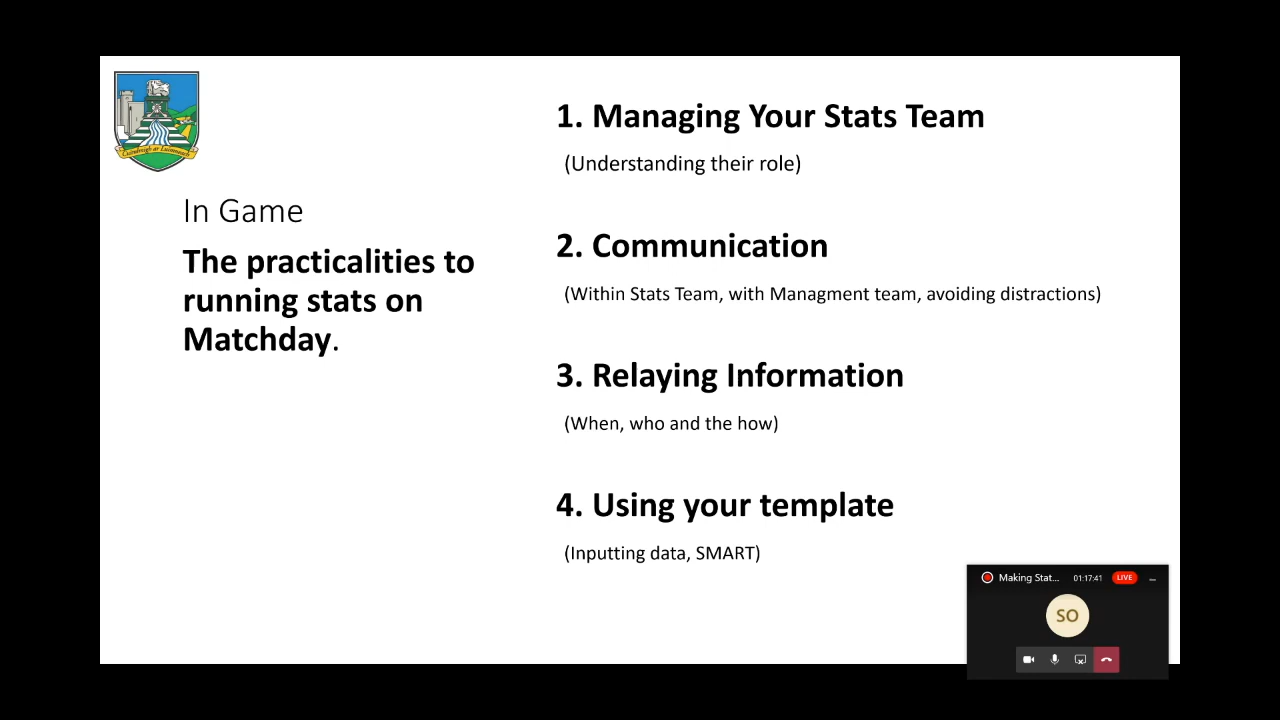 In Game
The practicalities to
running stats on
Matchday.
1. Managing Your Stats Team
(Understanding their role)
2. Communication
(Within Stats Team, with Managment team, avoiding distractions)
3. Relaying Information
(When, who and the how)
4. Using your template
(Inputting data, SMART)
Making Stat... 01:17:41 LIVE
SO